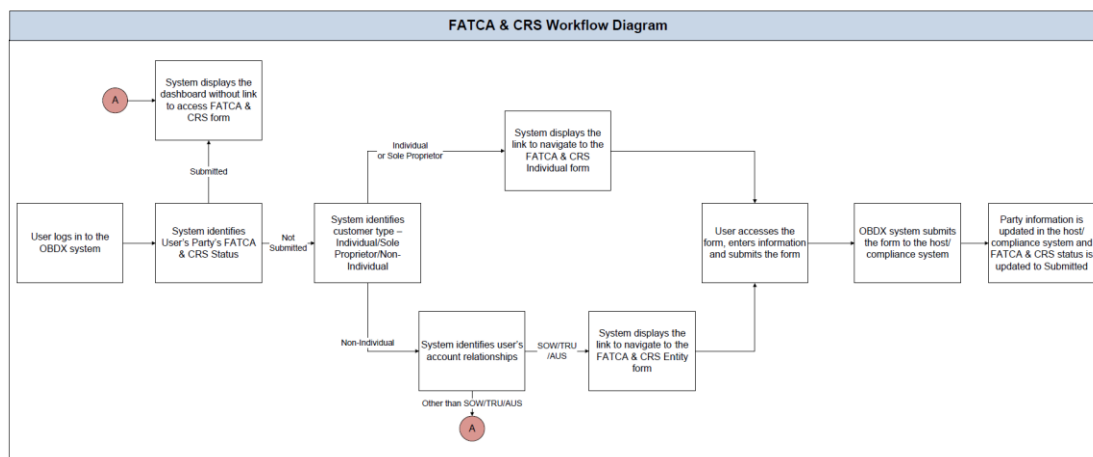 FATCA & CRS Workflow Diagram
System displays the
dashboard without link
to access FATCA &
CRS form
A
Submitted
Individual
or Sole Proprietor
System displays the
link to navigate to the
FATCA & CRS
Individual form
User logs in to the
OBDX system
System identifies
User's Party's FATCA
& CRS Status
Not
Submitted
System identifies
customer type –
Individual/Sole
Proprietor/Non-
Individual
User accesses the
form, enters information
and submits the form
OBDX system submits
the form to the host/
compliance system
Party information is
updated in the host/
compliance system and
FATCA & CRS status is
updated to Submitted
Non-Individual
System identifies user's
account relationships
SOW/TRU
/AUS
System displays the
link to navigate to the
FATCA & CRS Entity
form
Other than SOW/TRU/AUS
A